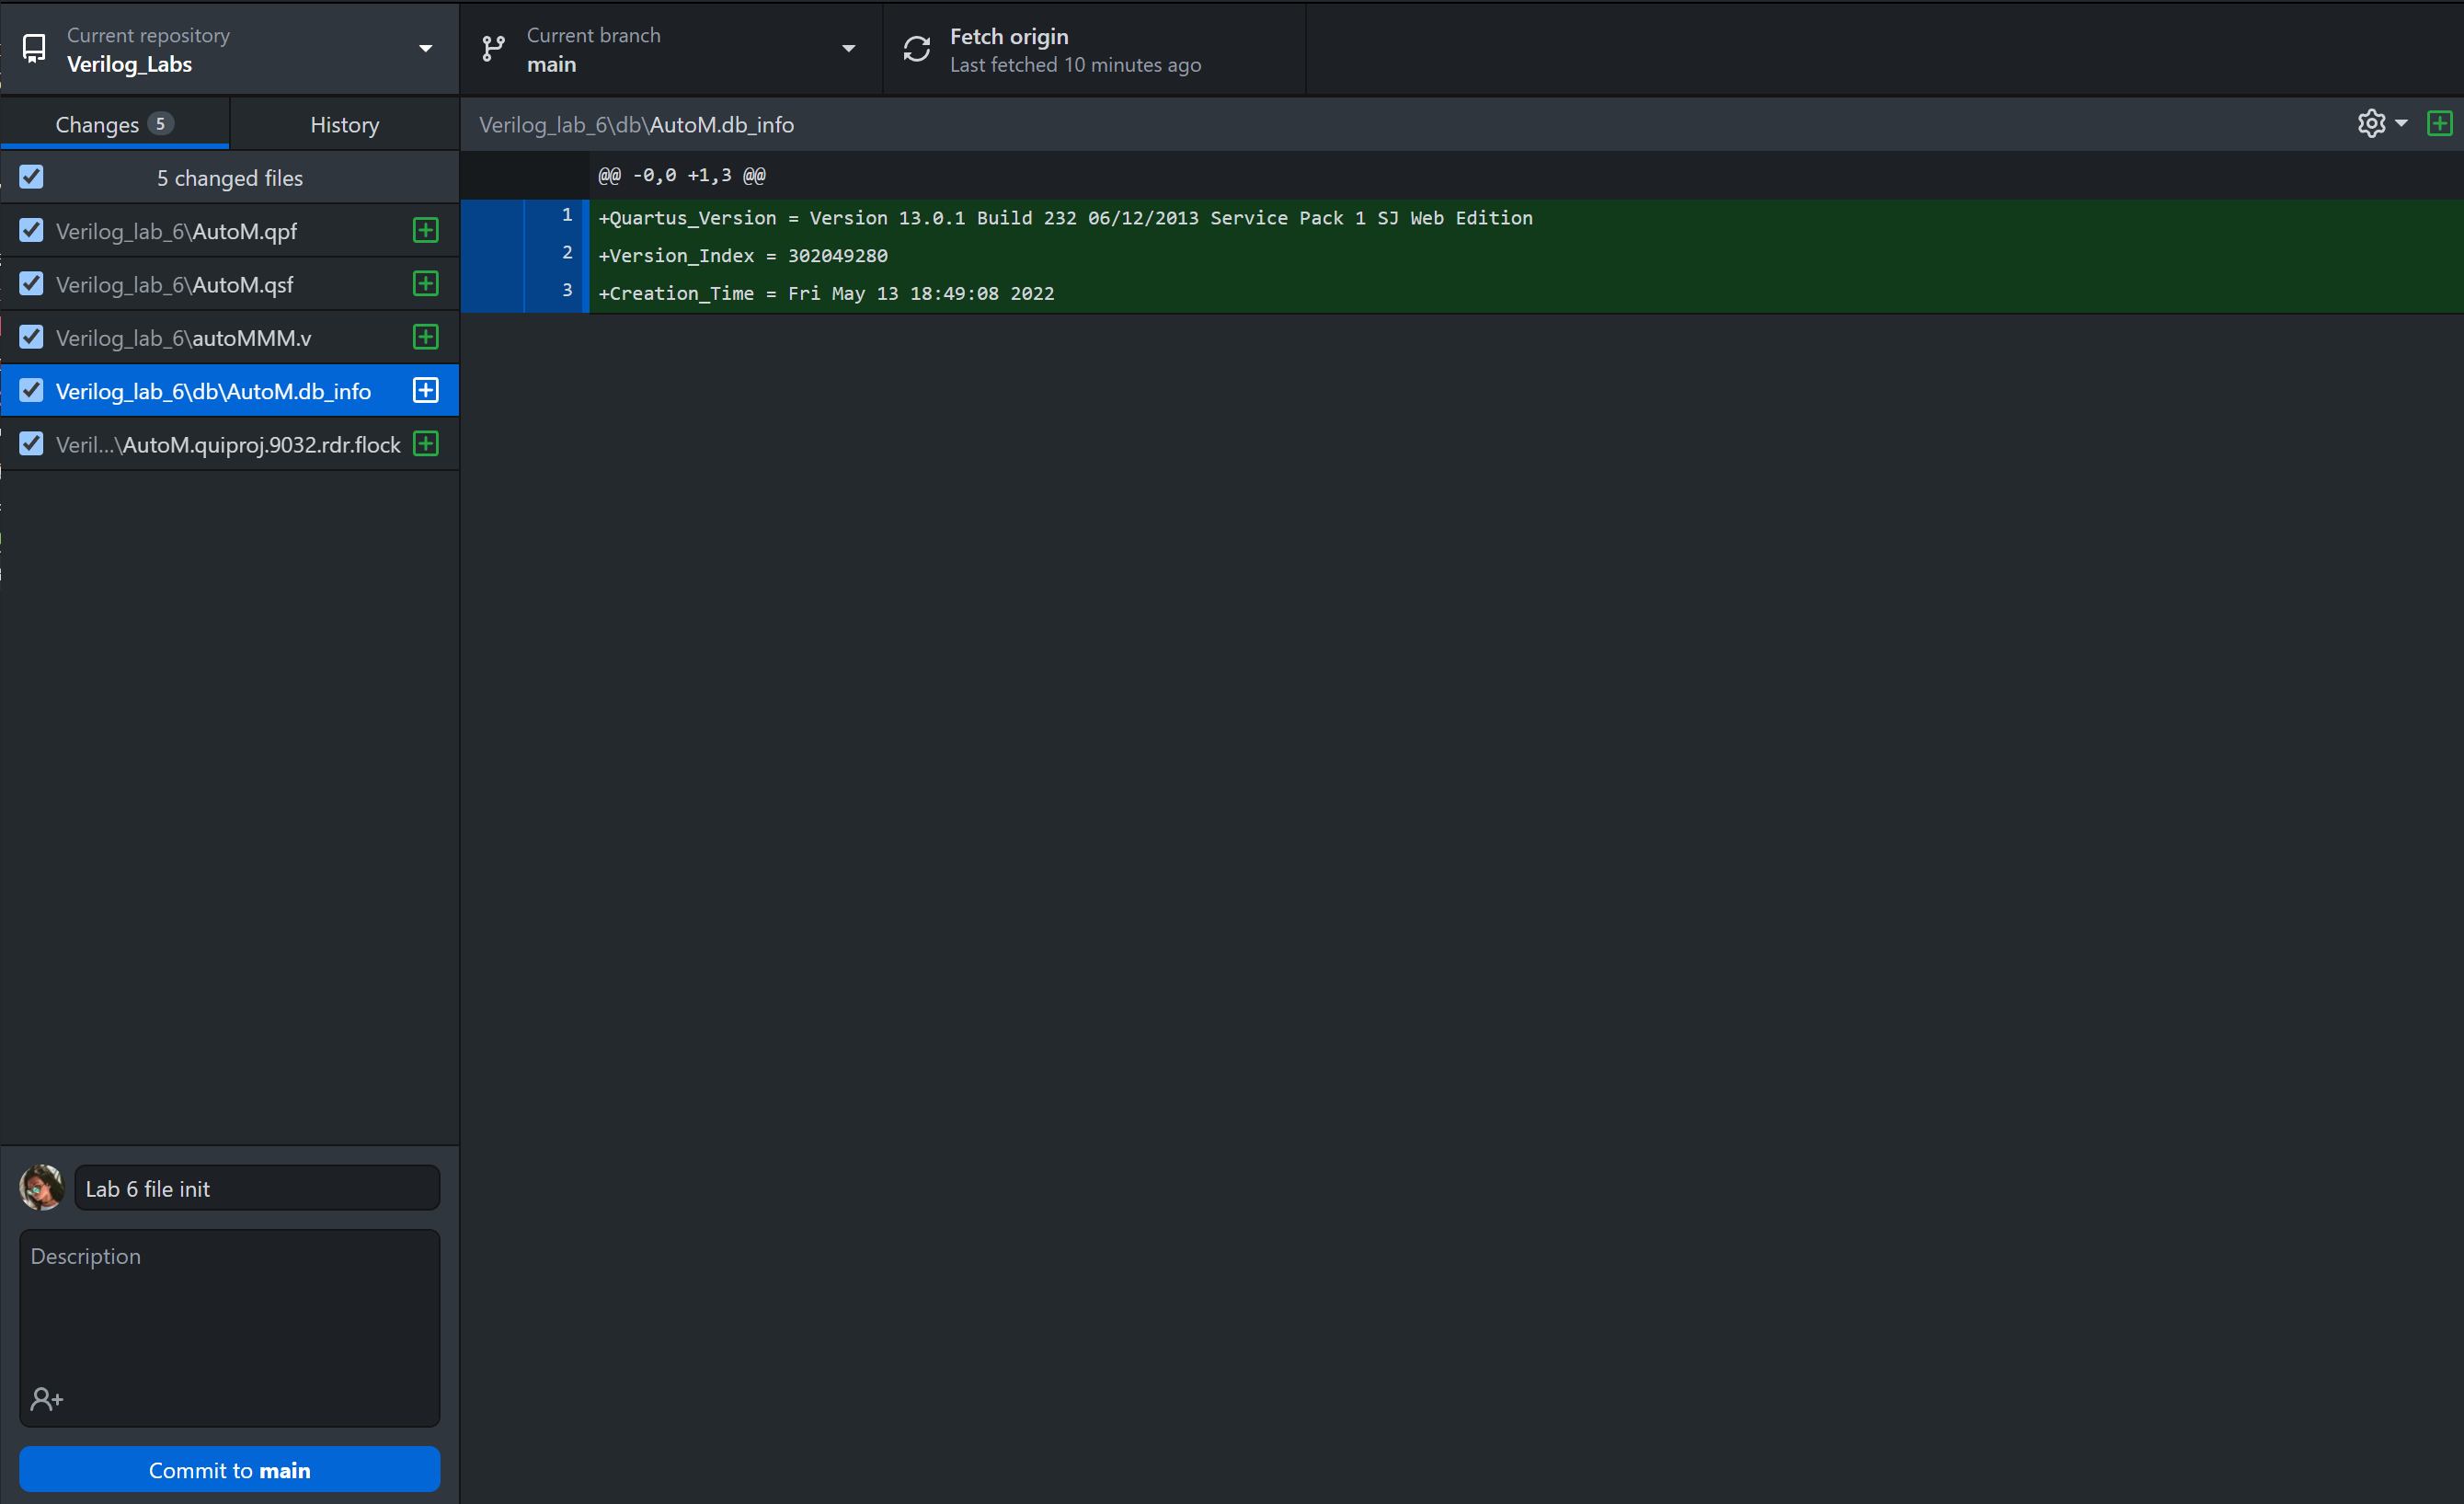 Current repository
Verilog_Labs
Current branch
main
Fetch origin
Last fetched 10 minutes ago
Changes 5
History
Verilog_lab_6\db\AutoM.db_info
5 changed files
Verilog_lab_6\AutoM.qpf
Verilog_lab_6\AutoM.qsf
Verilog_lab_6\autoMMM.v
Verilog_lab_6\db\AutoM.db_info
Veril...\AutoM.quiproj.9032.rdr.flock
@@ -0,0 +1,3 @@
1 +Quartus_Version = Version 13.0.1 Build 232 06/12/2013 Service Pack 1 SJ Web Edition
2 +Version_Index = 302049280
3 +Creation_Time = Fri May 13 18:49:08 2022
Lab 6 file init
Description
Commit to main